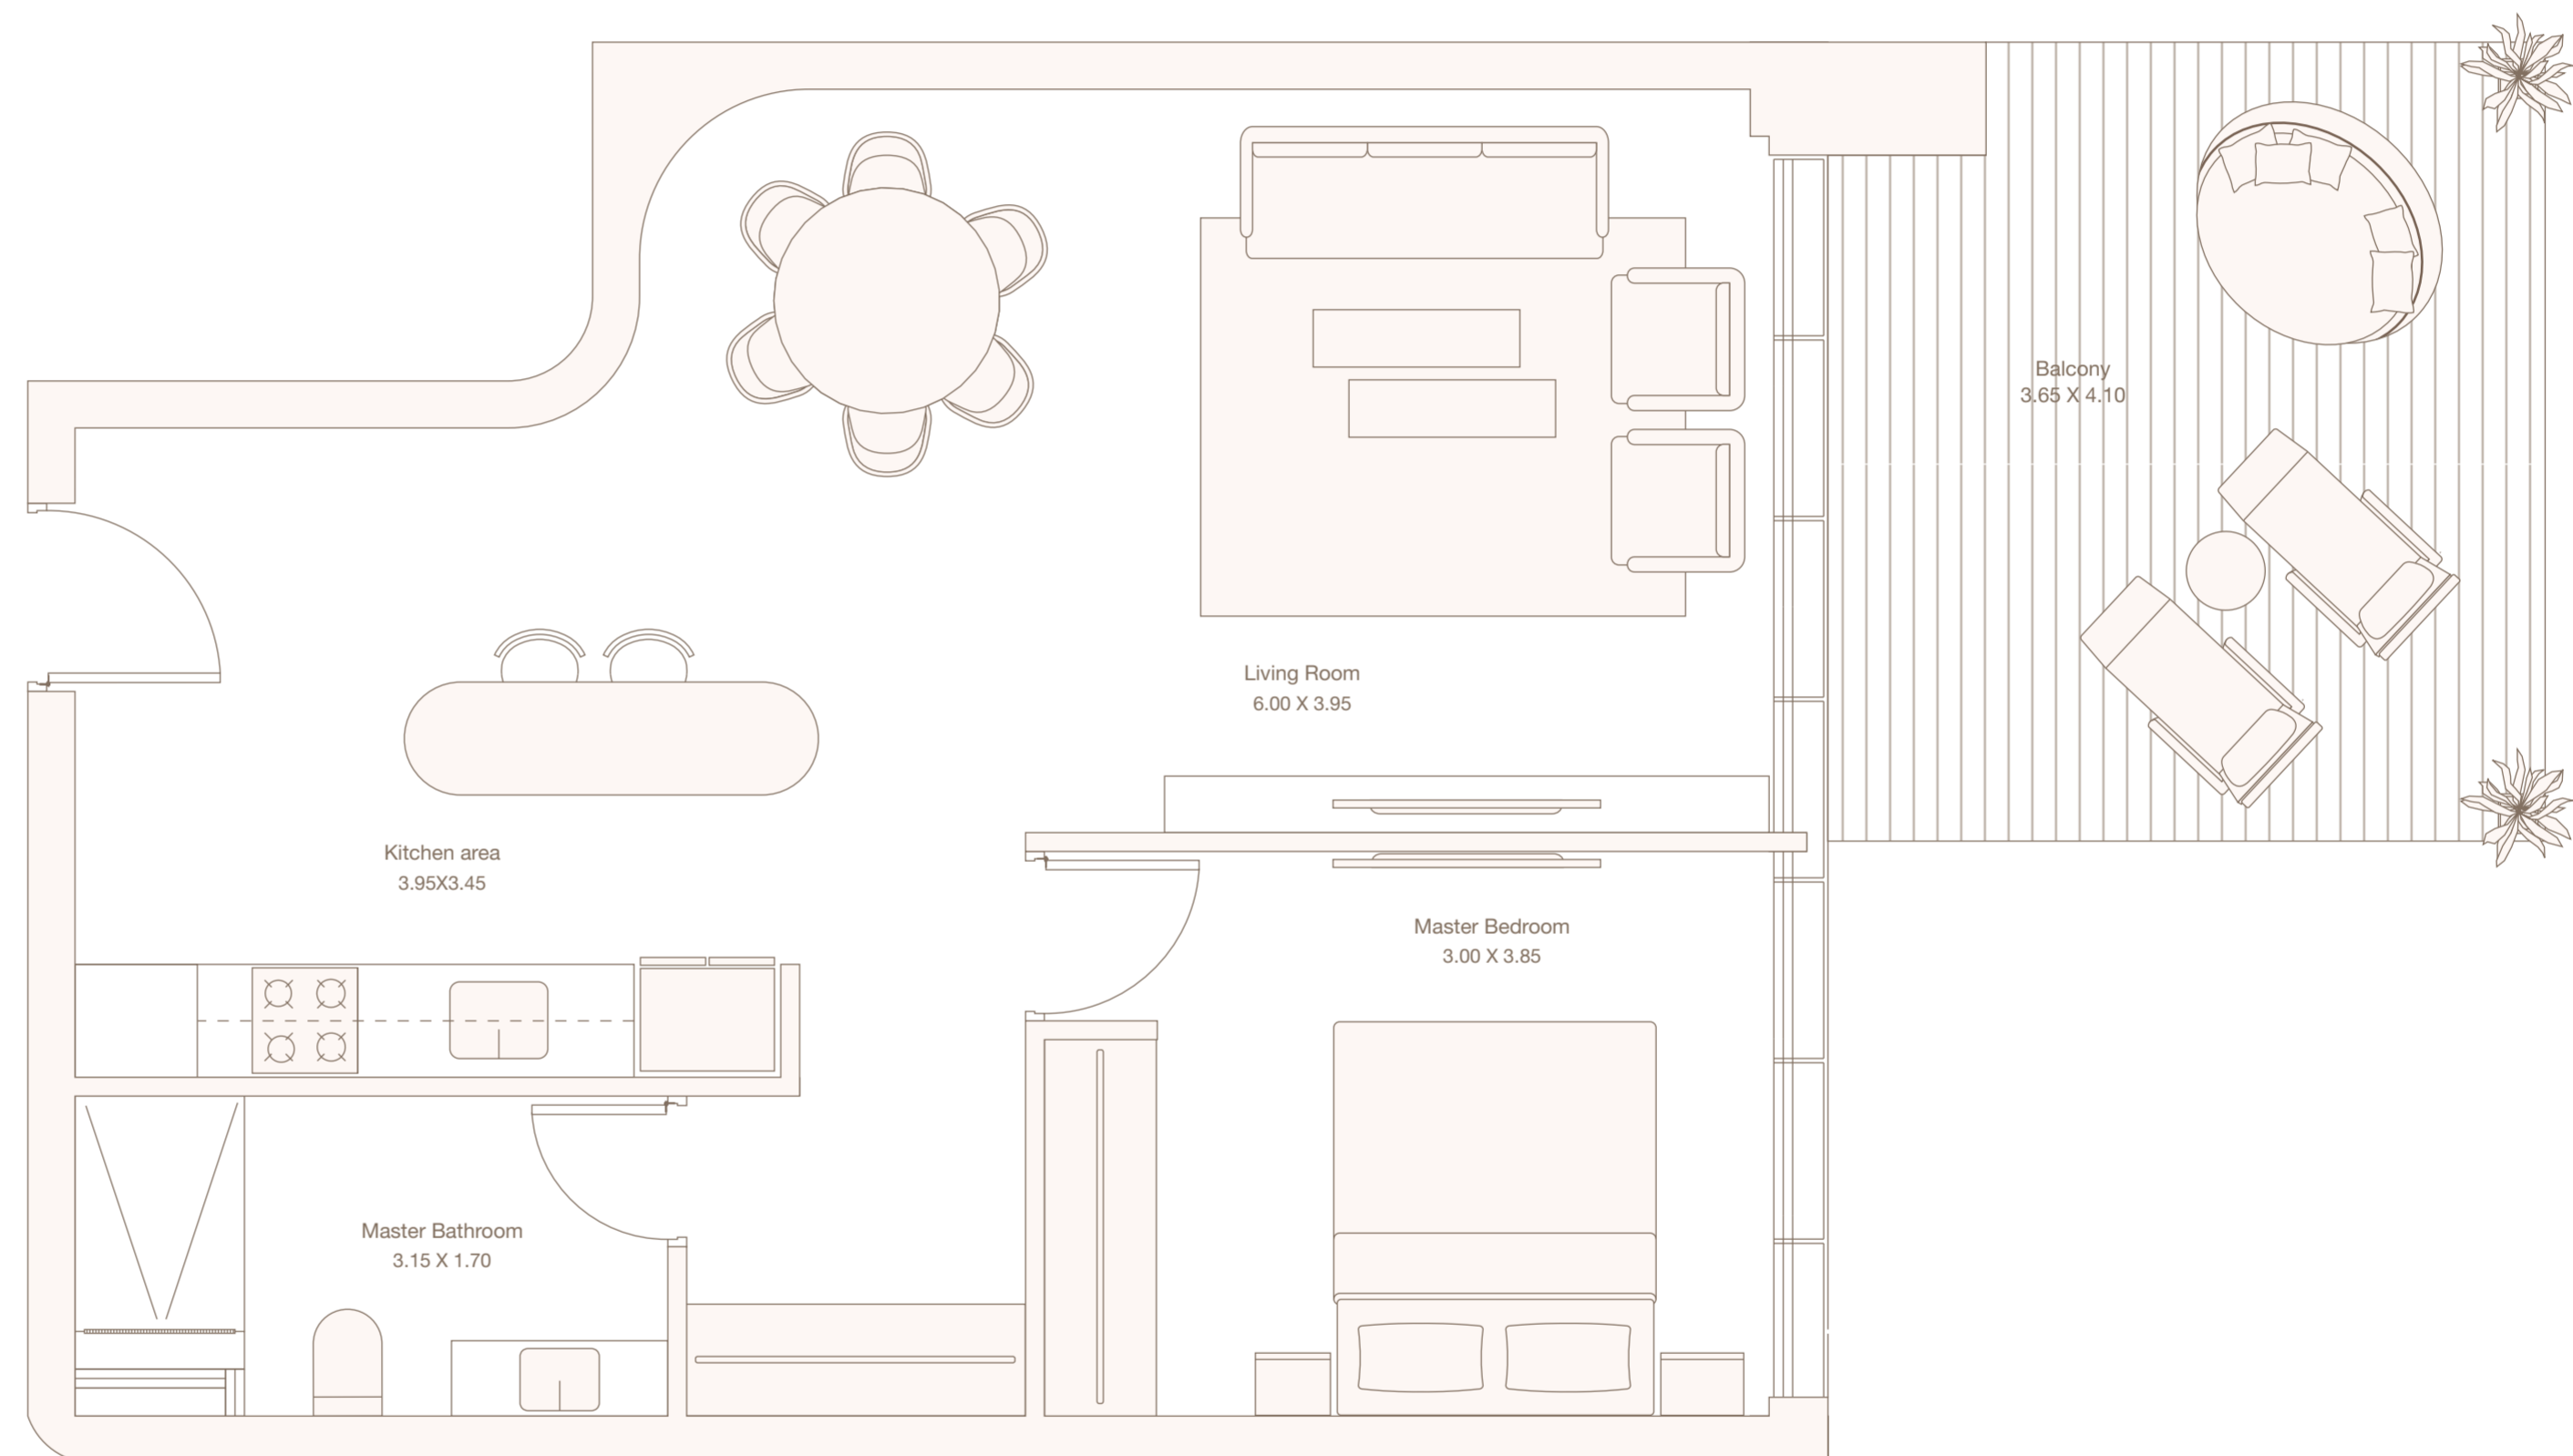 Balcony
3.65 X 4.10
Living Room
6.00 X 3.95
Kitchen area
3.95X3.45
Master Bedroom
3.00 X 3.85
Master Bathroom
3.15 X 1.70